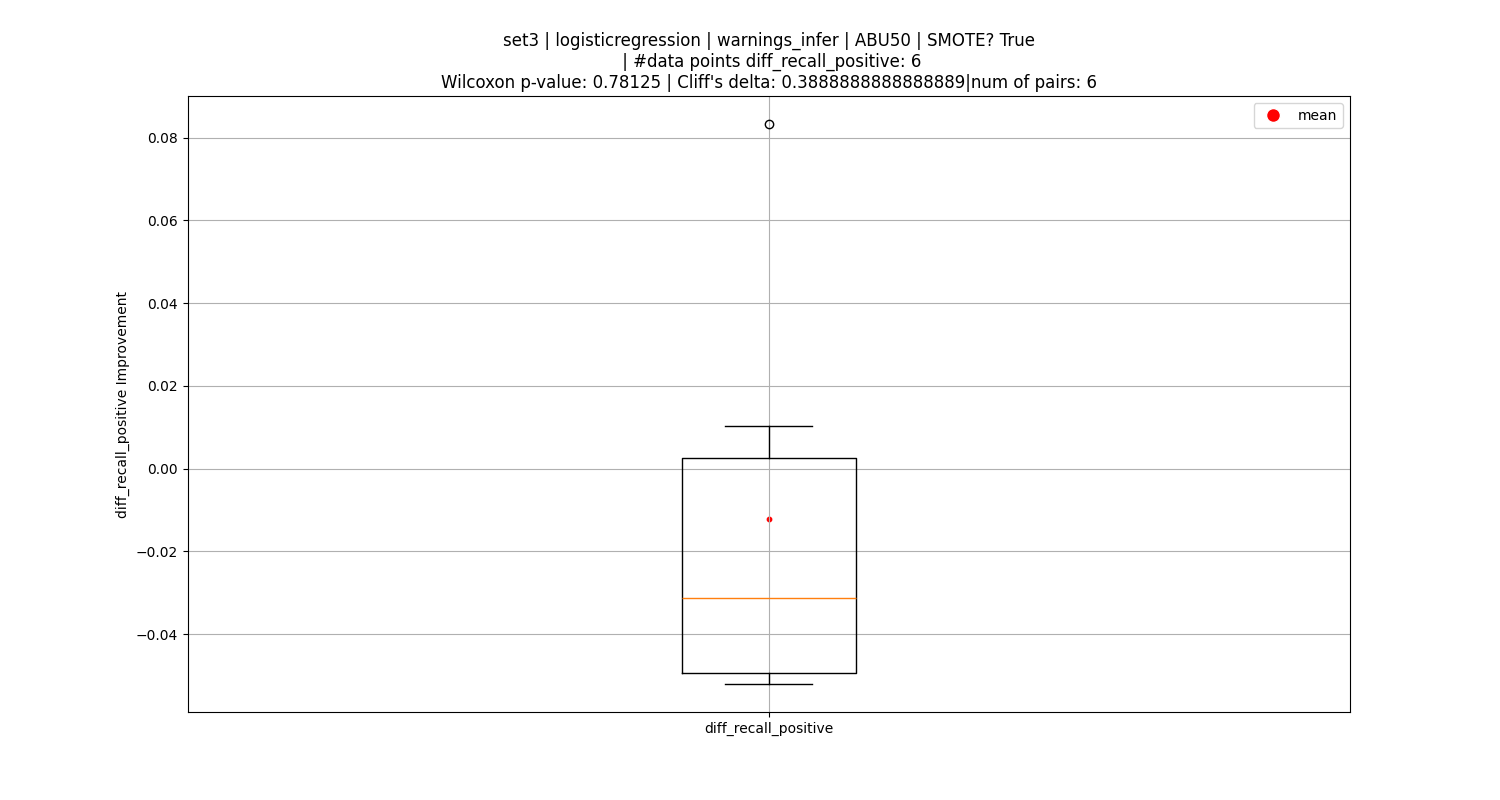 set3 | logisticregression | warnings_infer | ABU50 | SMOTE? True
| #data points diff_recall_positive: 6
Wilcoxon p-value: 0.78125 | Cliff's delta: 0.3888888888888889|num of pairs: 6
mean
0.08
0.06
0.04
0.02
0.00
−0.02
−0.04
diff_recall_positive Improvement
diff_recall_positive